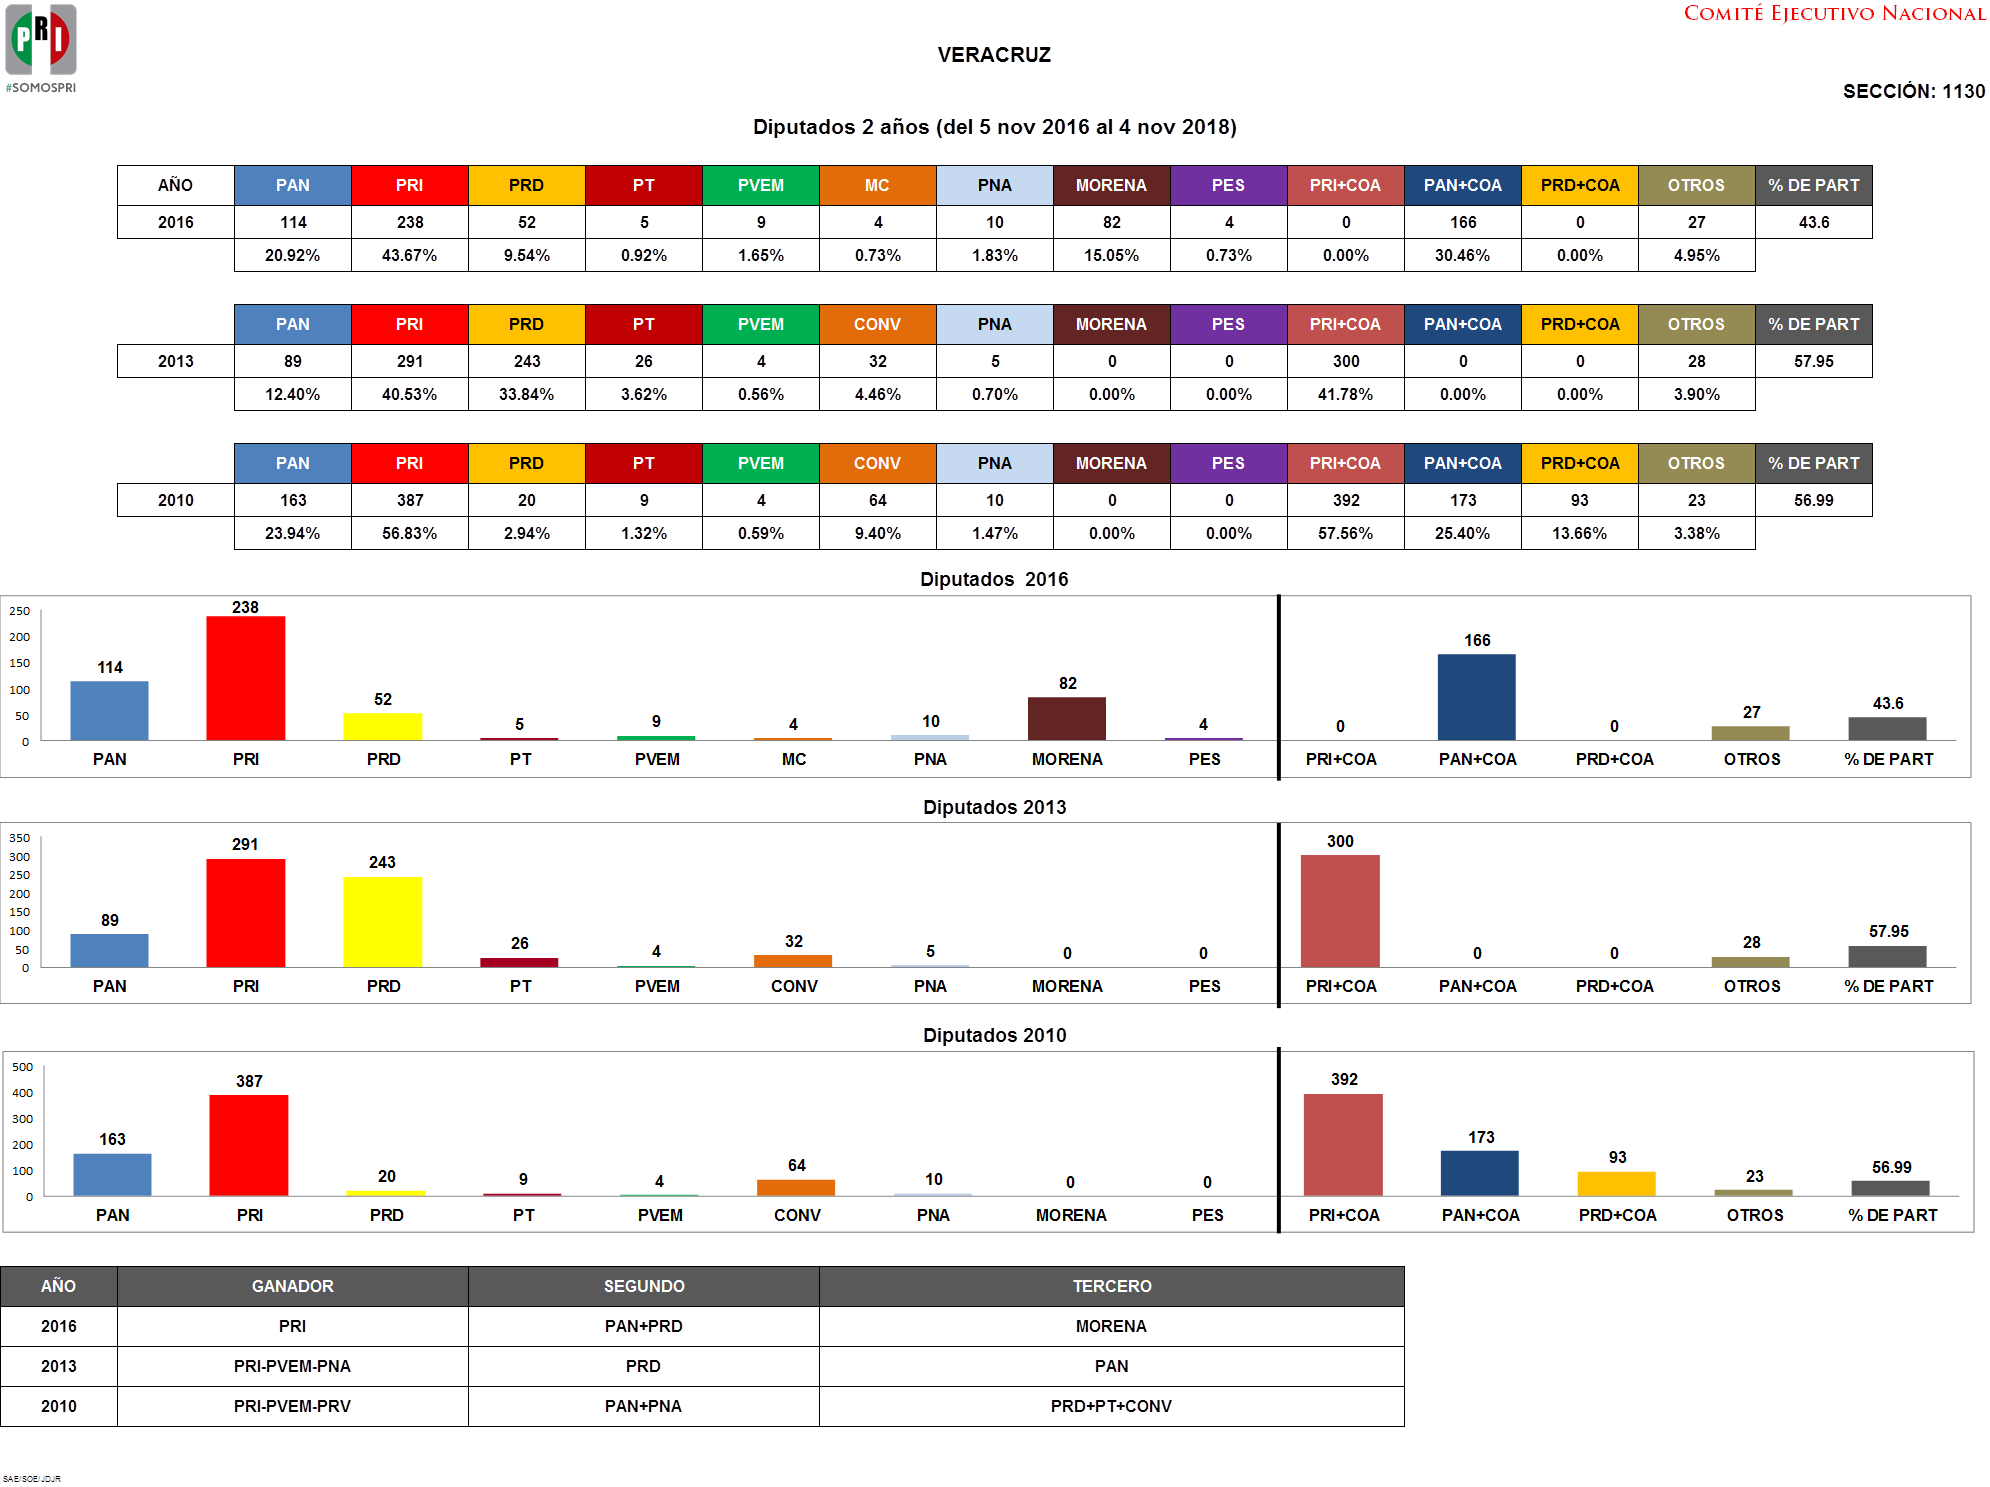 COMITÉ EJECUTIVO NACIONAL
PRI
#SOMOSPRI
VERACRUZ
SECCIÓN: 1130
Diputados 2 años (del 5 nov 2016 al 4 nov 2018)
AÑO PAN PRI PRD PT PVEM MC PNA MORENA PES PRI+COA PAN+COA PRD+COA OTROS % DE PART
2016 114 238 52 5 9 4 10 82 4 0 166 0 27 43.6
20.92% 43.67% 9.54% 0.92% 1.65% 0.73% 1.83% 15.05% 0.73% 0.00% 30.46% 0.00% 4.95%
PAN PRI PRD PT PVEM CONV PNA MORENA PES PRI+COA PAN+COA PRD+COA OTROS % DE PART
2013 89 291 243 26 4 32 5 0 0 300 0 0 28 57.95
12.40% 40.53% 33.84% 3.62% 0.56% 4.46% 0.70% 0.00% 0.00% 41.78% 0.00% 0.00% 3.90%
PAN PRI PRD PT PVEM CONV PNA MORENA PES PRI+COA PAN+COA PRD+COA OTROS % DE PART
2010 163 387 20 9 4 64 10 0 0 392 173 93 23 56.99
23.94% 56.83% 2.94% 1.32% 0.59% 9.40% 1.47% 0.00% 0.00% 57.56% 25.40% 13.66% 3.38%
Diputados 2016
250
200
150
100
50
0
114 238 52 5 9 4 10 82 4 0 166 0 27 43.6
PAN PRI PRD PT PVEM MC PNA MORENA PES PRI+COA PAN+COA PRD+COA OTROS % DE PART
Diputados 2013
350
300
250
200
150
100
50
0
89 291 243 26 4 32 5 0 0 300 0 0 28 57.95
PAN PRI PRD PT PVEM CONV PNA MORENA PES PRI+COA PAN+COA PRD+COA OTROS % DE PART
Diputados 2010
500
400
300
200
100
0
163 387 20 9 4 64 10 0 0 392 173 93 23 56.99
PAN PRI PRD PT PVEM CONV PNA MORENA PES PRI+COA PAN+COA PRD+COA OTROS % DE PART
AÑO GANADOR SEGUNDO TERCERO
2016 PRI PAN+PRD MORENA
2013 PRI-PVEM-PNA PRD PAN
2010 PRI-PVEM-PRV PAN+PNA PRD+PT+CONV
SAE/SOE/JDJR